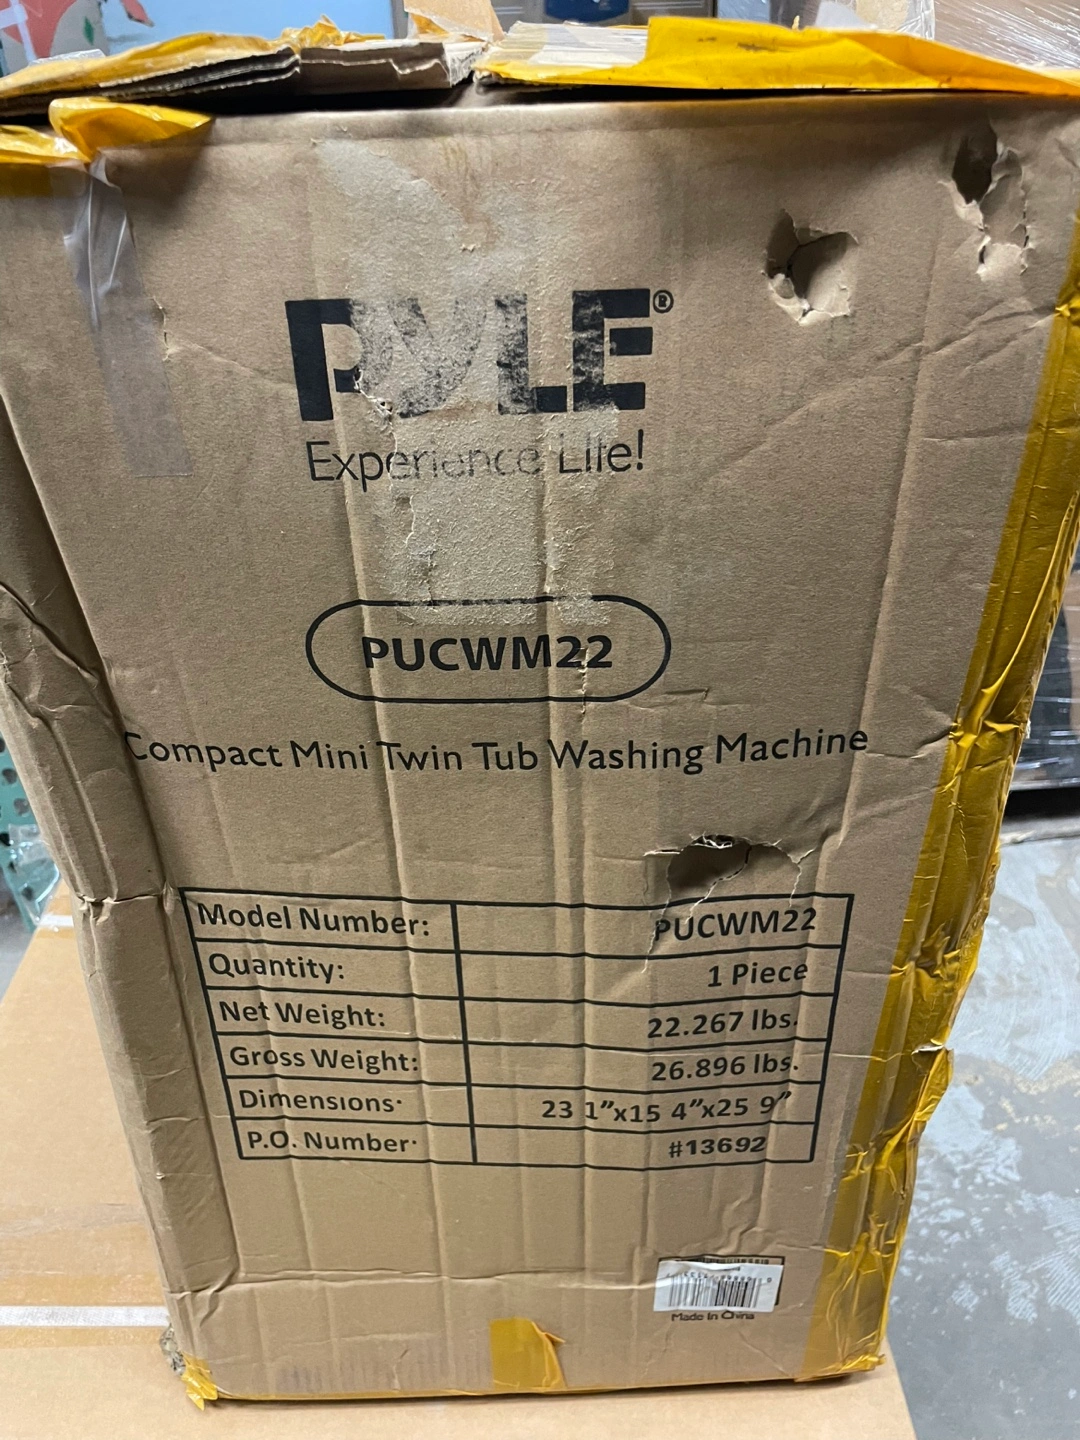 PYLE®
Experience Life!
PUCWM22
Compact Mini Twin Tub Washing Machine
Model Number: PUCWM22
Quantity: 1 Piece
Net Weight: 22.267 lbs.
Gross Weight: 26.896 lbs.
Dimensions: 23 1”x15 4”x25 9”
P.O. Number: #13692
Made In China